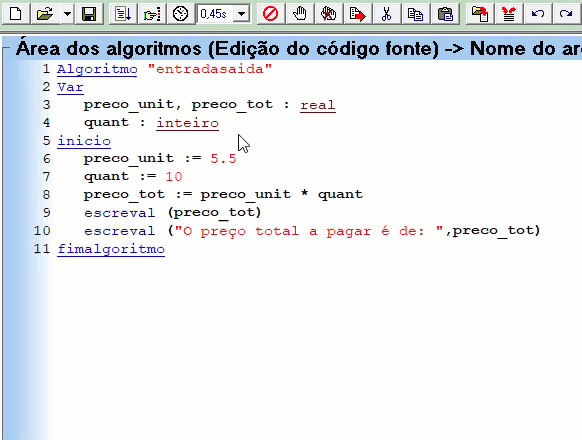 0,45s
Área dos algoritmos (Edição do código fonte) -> Nome do ar
1 Algoritmo "entradasaida"
2 Var
3 preco_unit, preco_tot : real
4 quant : inteiro
5 inicio
6 preco_unit := 5.5
7 quant := 10
8 preco_tot := preco_unit * quant
9 escreval (preco_tot)
10 escreval ("O preço total a pagar é de: ",preco_tot)
11 fimalgoritmo